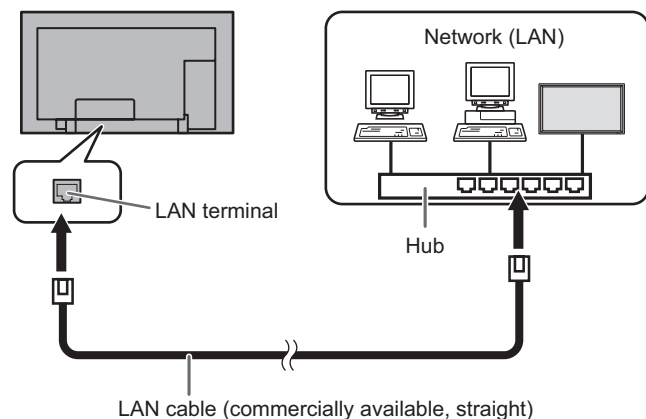 Network (LAN)
LAN terminal
Hub
LAN cable (commercially available, straight)